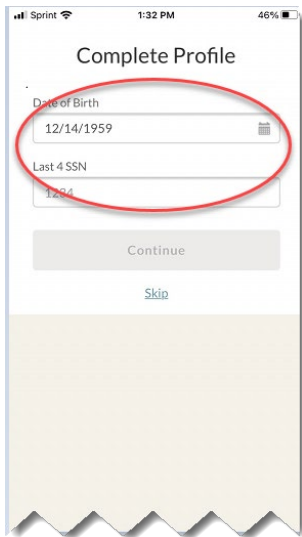 Sprint 1:32 PM 46%
Complete Profile
Date of Birth
12/14/1959
Last 4 SSN
1234
Continue
Skip